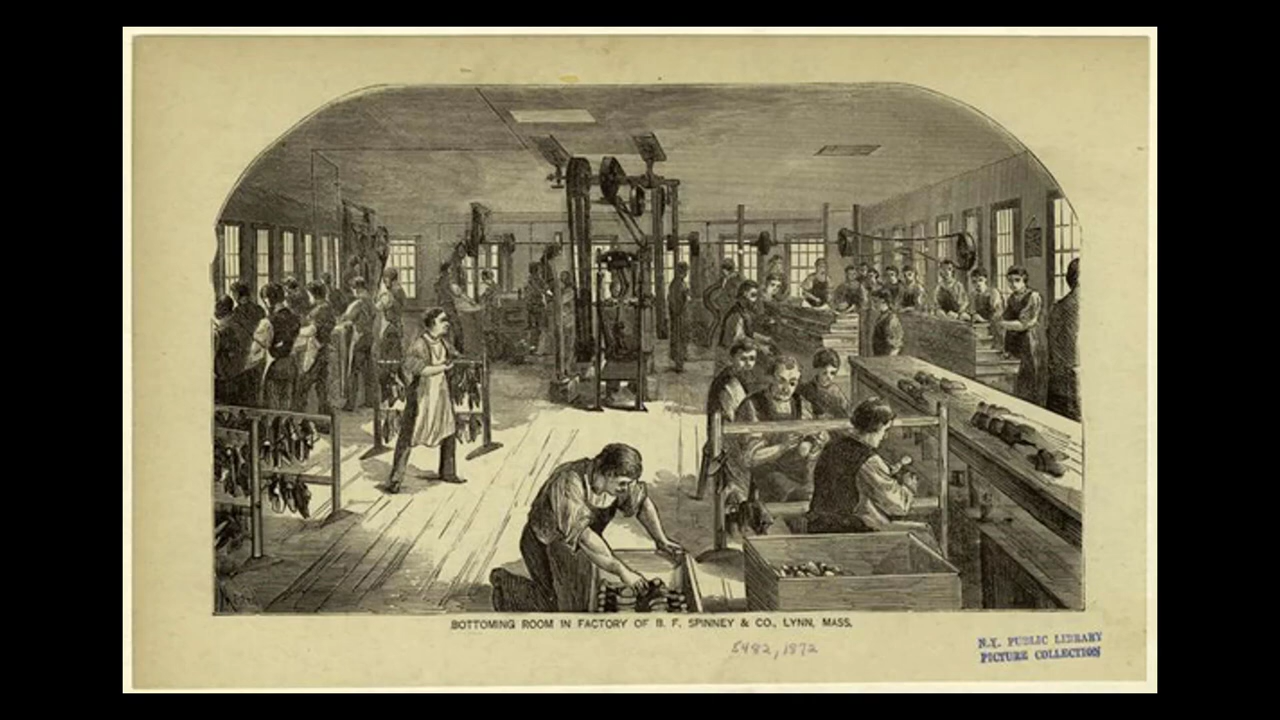 BOTTOMING ROOM IN FACTORY OF B. F. SPINNEY & CO., LYNN, MASS.
5482, 1872
N.Y. PUBLIC LIBRARY
PICTURE COLLECTION